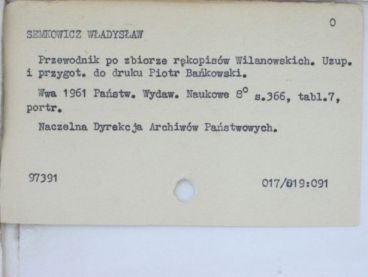 O
SEMKOWICZ WŁADYSŁAW
Przewodnik po zbiorze rękopisów Wilanowskich. Uzup.
i przygot. do druku Piotr Bańkowski.
Wwa 1961 Państw. Wydaw. Naukowe 8° s.366, tabl.7,
portr.
Naczelna Dyrekcja Archiwów Państwowych.
97391
017/019:091